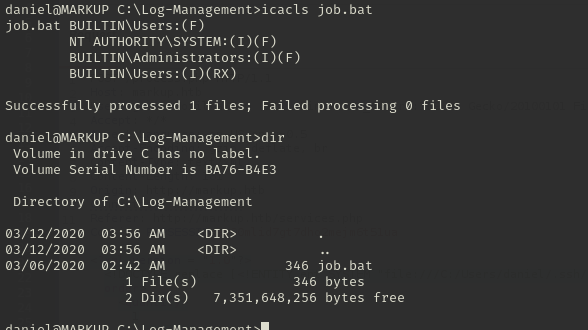 daniel@MARKUP C:\Log-Management>icacls job.bat
job.bat BUILTIN\Users:(F)
        NT AUTHORITY\SYSTEM:(I)(F)
        BUILTIN\Administrators:(I)(F)
        BUILTIN\Users:(I)(RX)

Successfully processed 1 files; Failed processing 0 files

daniel@MARKUP C:\Log-Management>dir
 Volume in drive C has no label.
 Volume Serial Number is BA76-B4E3

 Directory of C:\Log-Management

03/12/2020  03:56 AM    <DIR>          .
03/12/2020  03:56 AM    <DIR>          ..
03/06/2020  02:42 AM               346 job.bat
               1 File(s)            346 bytes
               2 Dir(s)   7,351,648,256 bytes free

daniel@MARKUP C:\Log-Management>